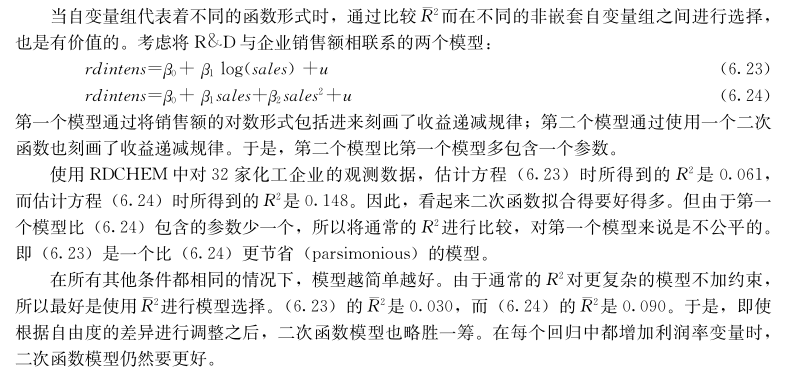 当自变量组代表着不同的函数形式时，通过比较 R̄²而在不同的非嵌套自变量组之间进行选择，
也是有价值的。考虑将 R&D 与企业销售额相联系的两个模型：
rdintens=β₀+ β₁ log(sales) +u (6.23)
rdintens=β₀+ β₁sales+β₂sales²+u (6.24)
第一个模型通过将销售额的对数形式包括进来刻画了收益递减规律；第二个模型通过使用一个二次
函数也刻画了收益递减规律。于是，第二个模型比第一个模型多包含一个参数。
使用 RDCHEM 中对 32 家化工企业的观测数据，估计方程（6.23）时所得到的 R²是 0.061，
而估计方程（6.24）时所得到的 R²是 0.148。因此，看起来二次函数拟合得要好得多。但由于第一
个模型比（6.24）包含的参数少一个，所以将通常的 R²进行比较，对第一个模型来说是不公平的。
即（6.23）是一个比（6.24）更节省（parsimonious）的模型。
在所有其他条件都相同的情况下，模型越简单越好。由于通常的 R²对更复杂的模型不加约束，
所以最好是使用 R̄²进行模型选择。（6.23）的 R̄²是 0.030，而（6.24）的 R̄²是 0.090。于是，即使
根据自由度的差异进行调整之后，二次函数模型也略胜一筹。在每个回归中都增加利润率变量时，
二次函数模型仍然要更好。